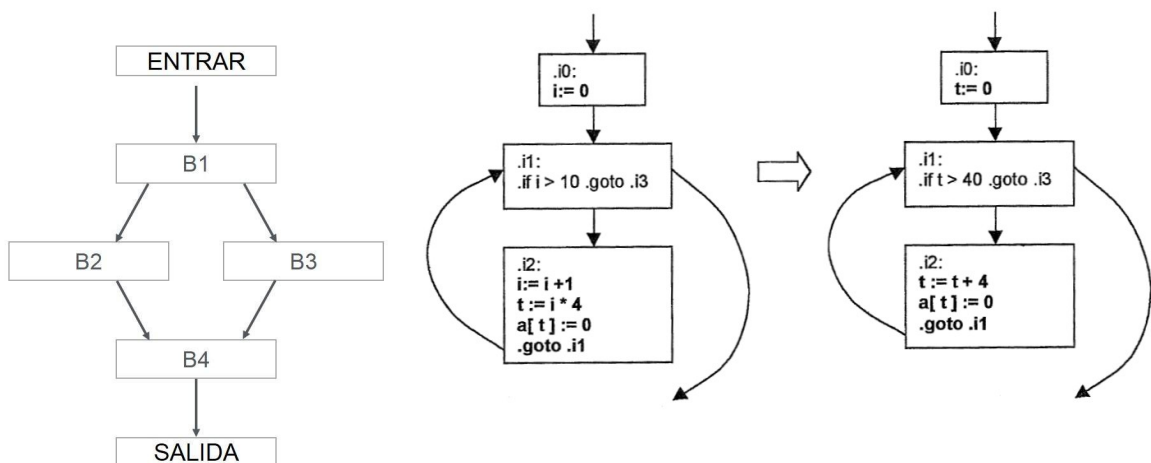 ENTRAR
B1
B2
B3
B4
SALIDA
.i0:
i:= 0
.i1:
.if i > 10 .goto .i3
.i2:
i:= i +1
t := i * 4
a[ t ] := 0
.goto .i1
.i0:
t:= 0
.i1:
.if t > 40 .goto .i3
.i2:
t := t + 4
a[ t ] := 0
.goto .i1